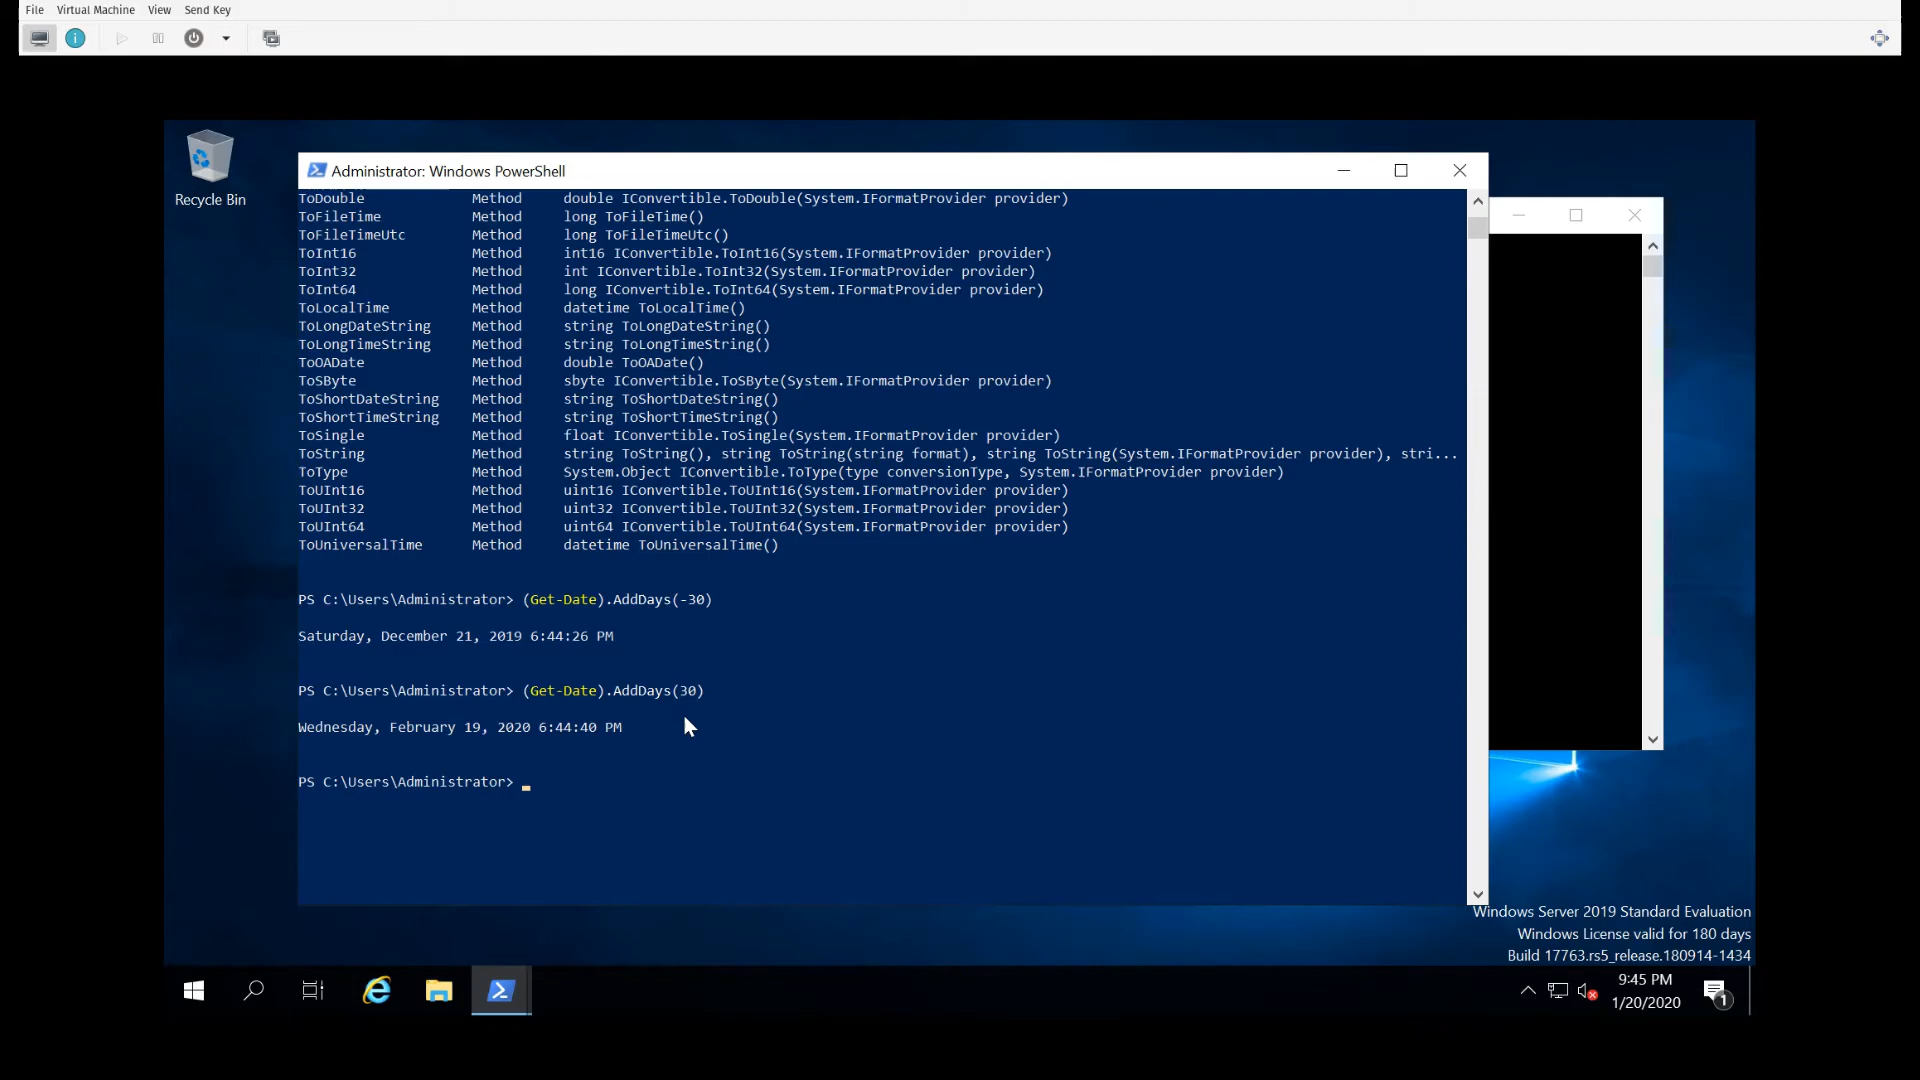 File Virtual Machine View Send Key
Recycle Bin
Administrator: Windows PowerShell
ToDouble Method double IConvertible.ToDouble(System.IFormatProvider provider)
ToFileTime Method long ToFileTime()
ToFileTimeUtc Method long ToFileTimeUtc()
ToInt16 Method int16 IConvertible.ToInt16(System.IFormatProvider provider)
ToInt32 Method int IConvertible.ToInt32(System.IFormatProvider provider)
ToInt64 Method long IConvertible.ToInt64(System.IFormatProvider provider)
ToLocalTime Method datetime ToLocalTime()
ToLongDateString Method string ToLongDateString()
ToLongTimeString Method string ToLongTimeString()
ToOADate Method double ToOADate()
ToSByte Method sbyte IConvertible.ToSByte(System.IFormatProvider provider)
ToShortDateString Method string ToShortDateString()
ToShortTimeString Method string ToShortTimeString()
ToSingle Method float IConvertible.ToSingle(System.IFormatProvider provider)
ToString Method string ToString(), string ToString(string format), string ToString(System.IFormatProvider provider), stri...
ToType Method System.Object IConvertible.ToType(type conversionType, System.IFormatProvider provider)
ToUInt16 Method uint16 IConvertible.ToUInt16(System.IFormatProvider provider)
ToUInt32 Method uint32 IConvertible.ToUInt32(System.IFormatProvider provider)
ToUInt64 Method uint64 IConvertible.ToUInt64(System.IFormatProvider provider)
ToUniversalTime Method datetime ToUniversalTime()
PS C:\Users\Administrator> (Get-Date).AddDays(-30)
Saturday, December 21, 2019 6:44:26 PM
PS C:\Users\Administrator> (Get-Date).AddDays(30)
Wednesday, February 19, 2020 6:44:40 PM
PS C:\Users\Administrator> _
Windows Server 2019 Standard Evaluation
Windows License valid for 180 days
Build 17763.rs5_release.180914-1434
9:45 PM
1/20/2020
1